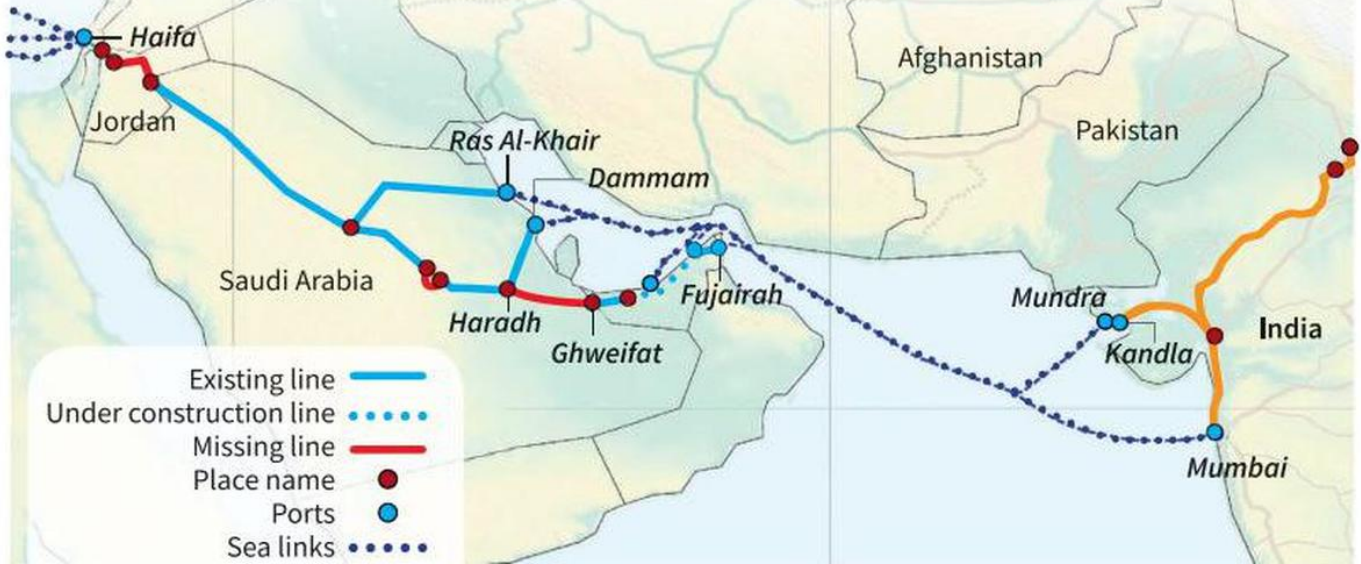 Haifa
Afghanistan
Jordan
Pakistan
Ras Al-Khair
Dammam
Saudi Arabia
Fujairah
Mundra
Haradh
India
Ghweifat
Kandla
Existing line
Under construction line
Missing line
Place name
Mumbai
Ports
Sea links